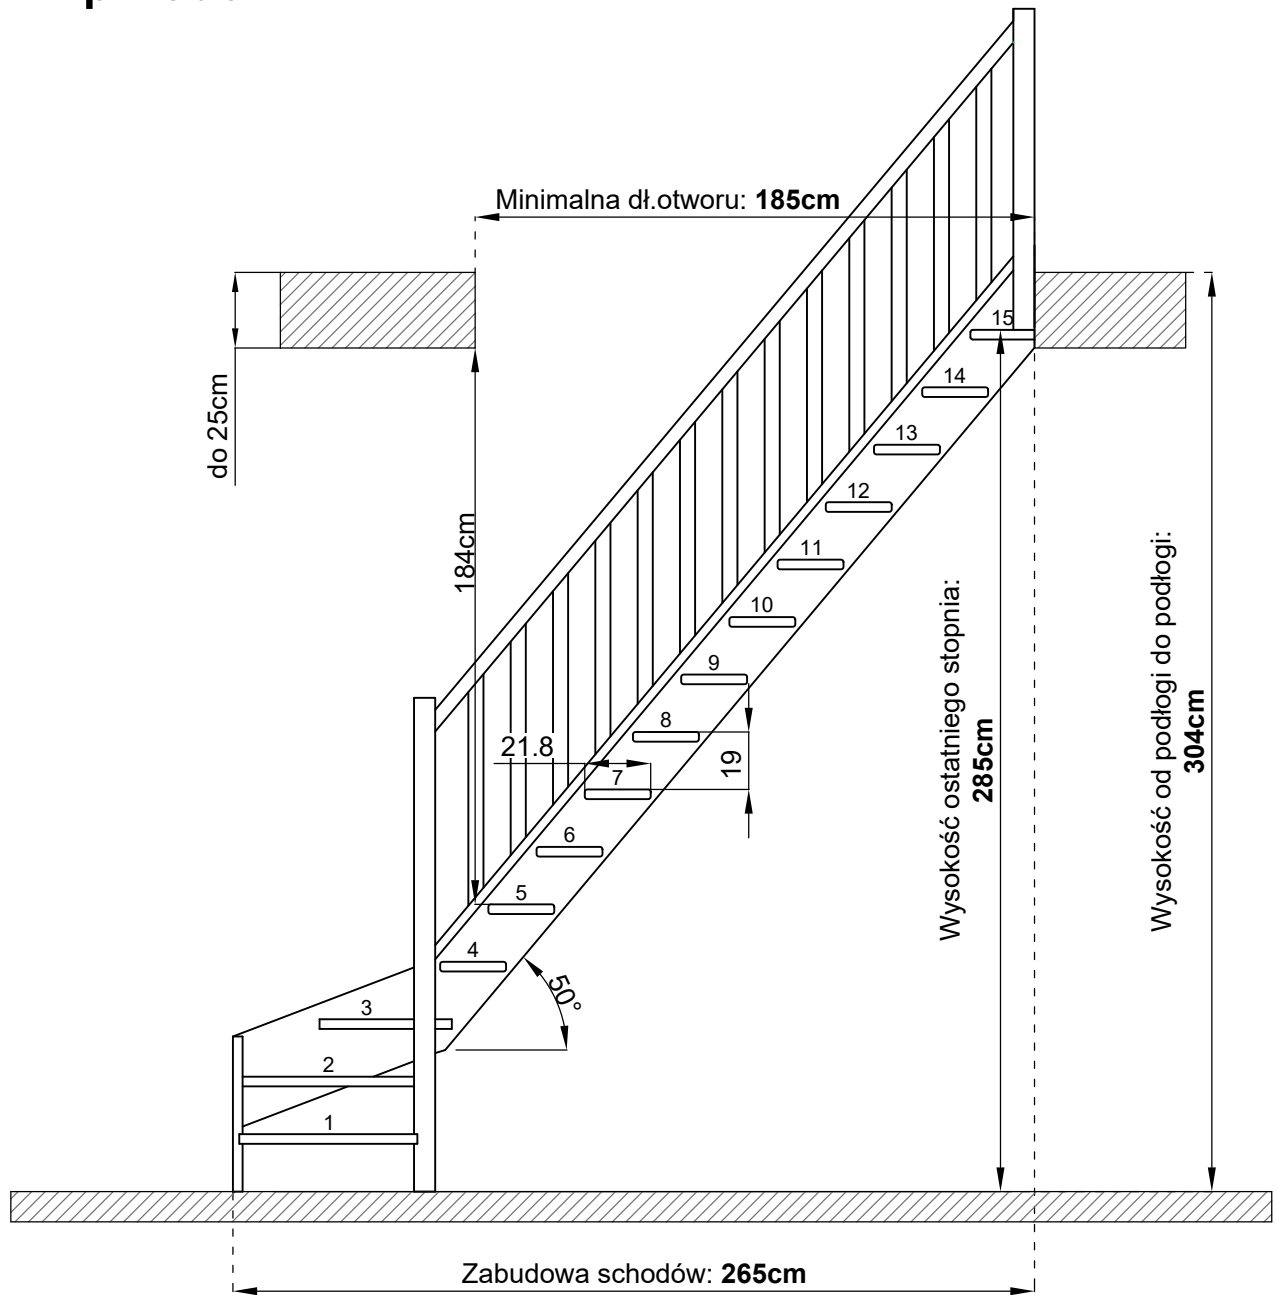 Minimalna dł.otworu: 185cm
do 25cm
184cm
15
14
13
12
11
10
9
8
21.8
7
19
6
5
4
50°
3
2
1
Wysokość ostatniego stopnia:
285cm
Wysokość od podłogi do podłogi:
304cm
Zabudowa schodów: 265cm